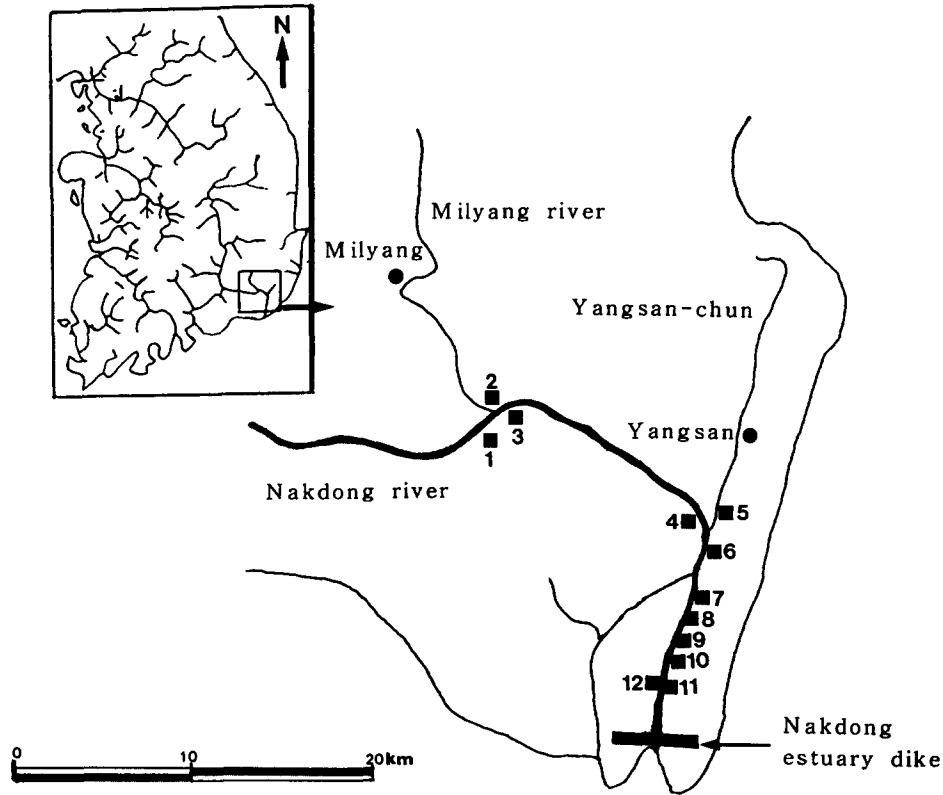 N
Milyang river
Milyang
Yangsan-chun
2
3
1
Yangsan
Nakdong river
4
5
6
7
8
9
10
12
11
Nakdong
estuary dike
0
10
20km